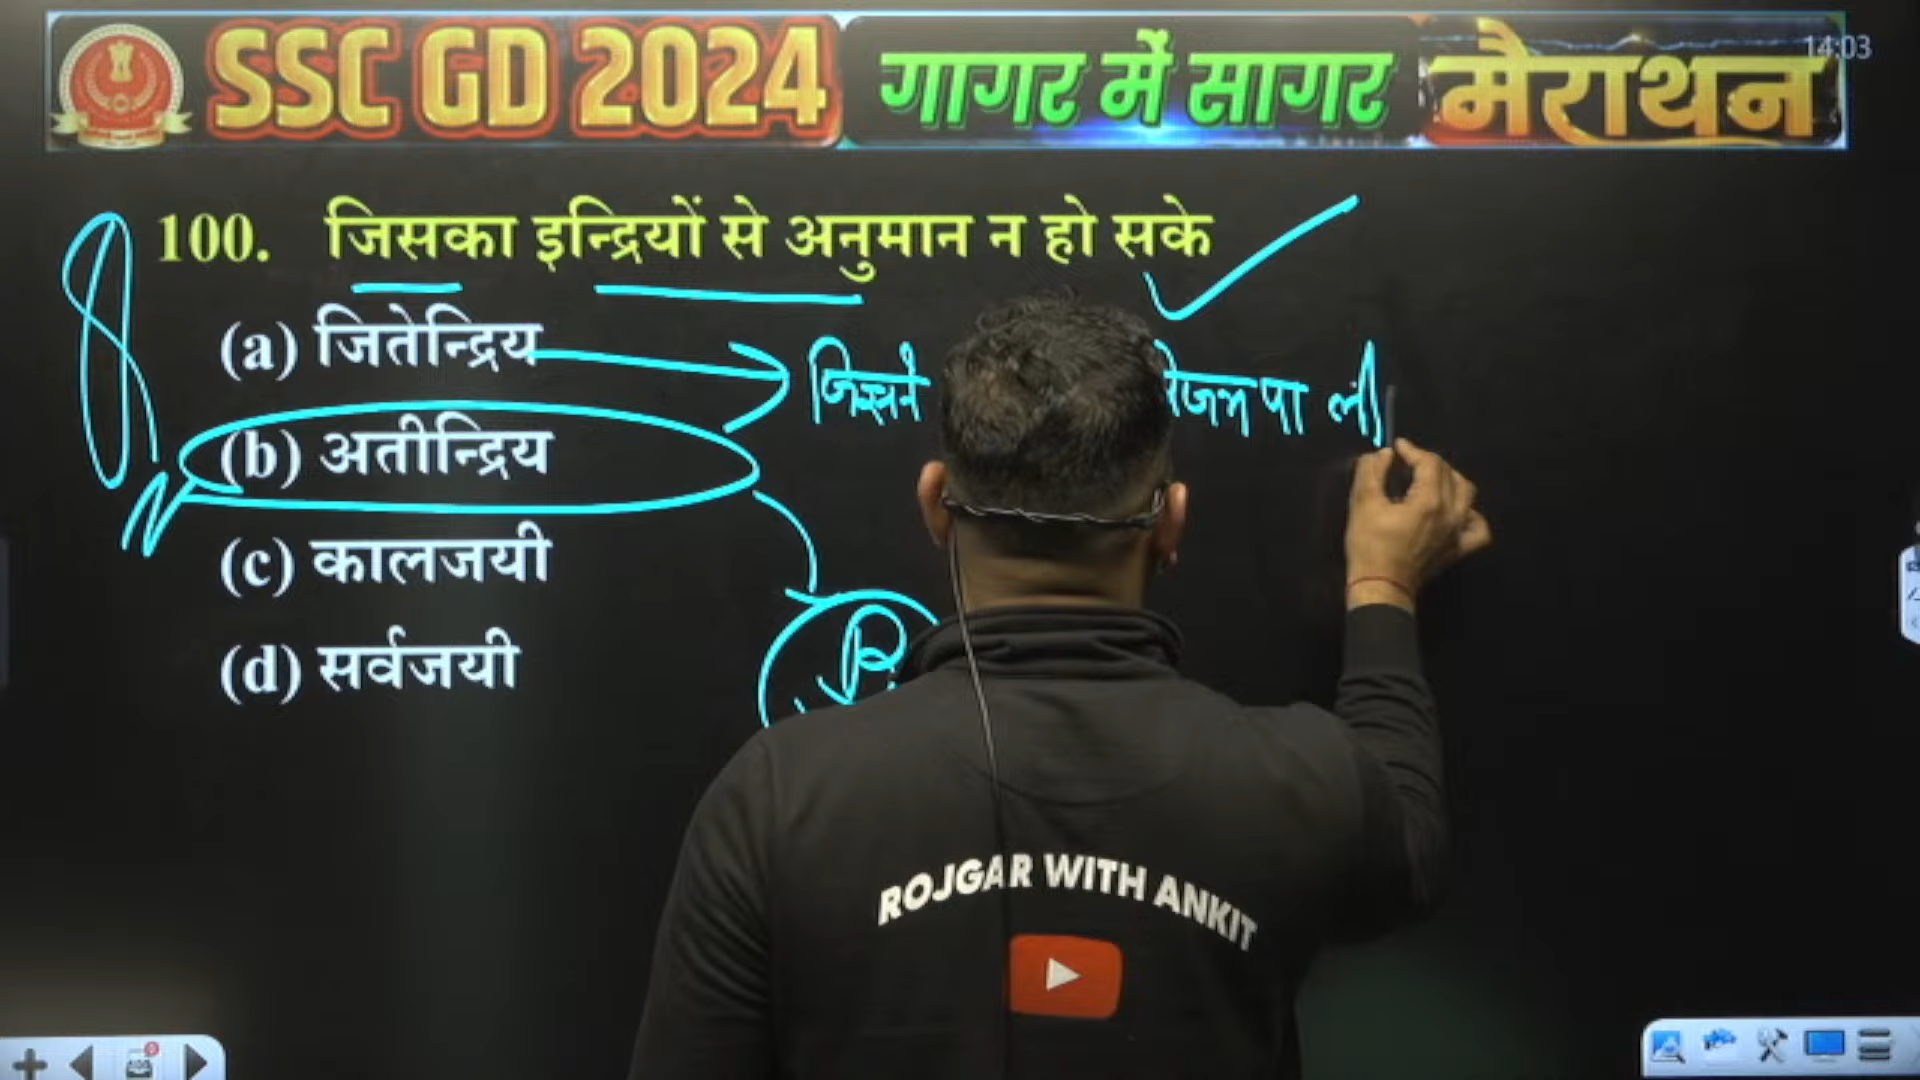 SSC GD 2024 गागर में सागर मैराथन
14:03
100. जिसका इन्द्रियों से अनुमान न हो सके
(a) जितेन्द्रिय
जिसने पा ली
(b) अतीन्द्रिय
(c) कालजयी
(d) सर्वजयी
ROJGAR WITH ANKIT